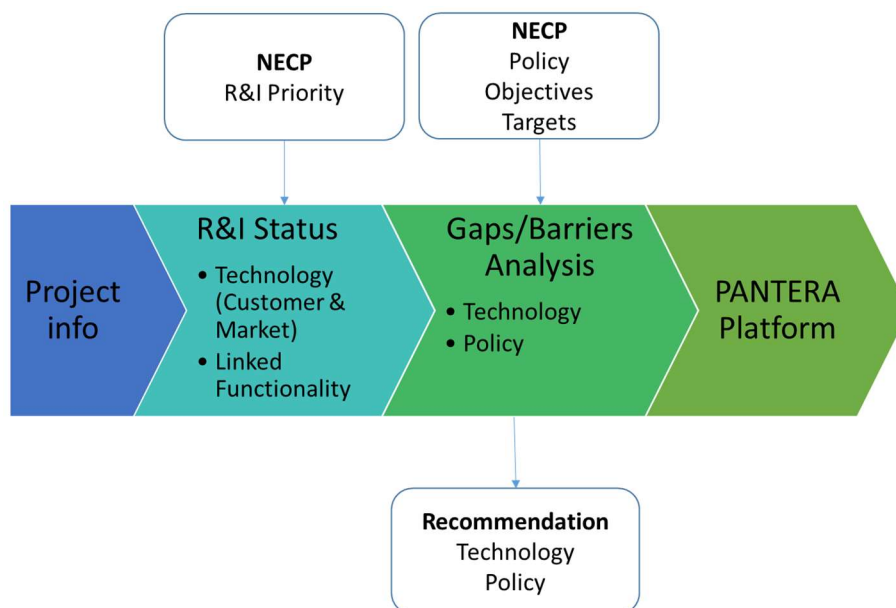 NECP
R&I Priority
NECP
Policy
Objectives
Targets
Project
info
R&I Status
• Technology
(Customer &
Market)
• Linked
Functionality
Gaps/Barriers
Analysis
• Technology
• Policy
PANTERA
Platform
Recommendation
Technology
Policy